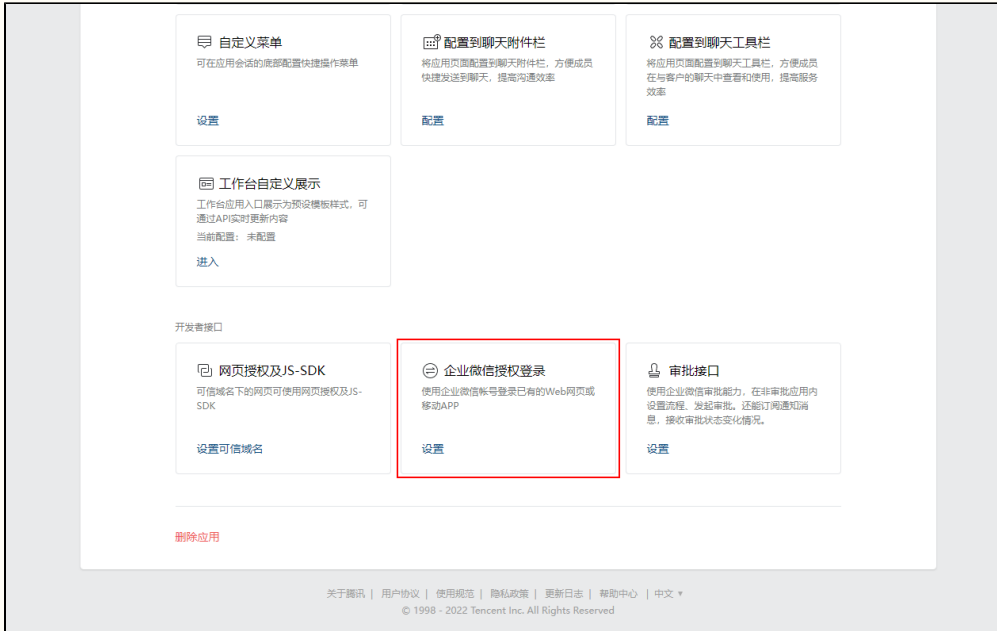 自定义菜单
可在应用会话的底部配置快捷操作菜单
设置
配置到聊天附件栏
将应用页面配置到聊天附件栏，方便成员
快捷发送到聊天，提高沟通效率
配置
配置到聊天工具栏
将应用页面配置到聊天工具栏，方便成员
在与客户的聊天中查看和使用，提高服务
效率
配置
工作台自定义展示
工作台应用入口展示为预设模板样式，可
通过API实时更新内容
当前配置： 未配置
进入
开发者接口
网页授权及JS-SDK
可信域名下的网页可使用网页授权及JS-
SDK
设置可信域名
企业微信授权登录
使用企业微信帐号登录已有的Web网页或
移动APP
设置
审批接口
使用企业微信审批能力，在非审批应用内
设置流程、发起审批。还能订阅通知消
息，接收审批状态变化情况。
设置
删除应用
关于腾讯 | 用户协议 | 使用规范 | 隐私政策 | 更新日志 | 帮助中心 | 中文 ▾
© 1998 - 2022 Tencent Inc. All Rights Reserved